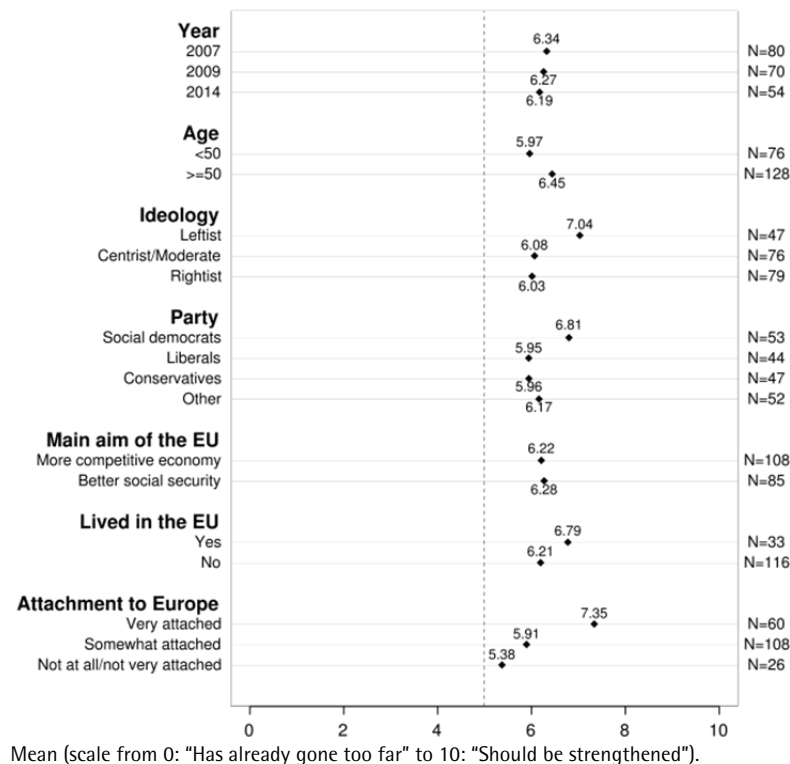 Year
6.34
2007 N=80
2009 N=70
6.27
2014 N=54
6.19
Age
5.97
<50 N=76
>=50 N=128
6.45
Ideology
7.04
Leftist N=47
6.08
Centrist/Moderate N=76
Rightist N=79
6.03
Party
6.81
Social democrats N=53
5.95
Liberals N=44
Conservatives N=47
5.96
Other N=52
6.17
Main aim of the EU
6.22
More competitive economy N=108
Better social security N=85
6.28
Lived in the EU
6.79
Yes N=33
6.21
No N=116
Attachment to Europe
7.35
Very attached N=60
5.91
Somewhat attached N=108
5.38
Not at all/not very attached N=26
0 2 4 6 8 10
Mean (scale from 0: “Has already gone too far” to 10: “Should be strengthened”).